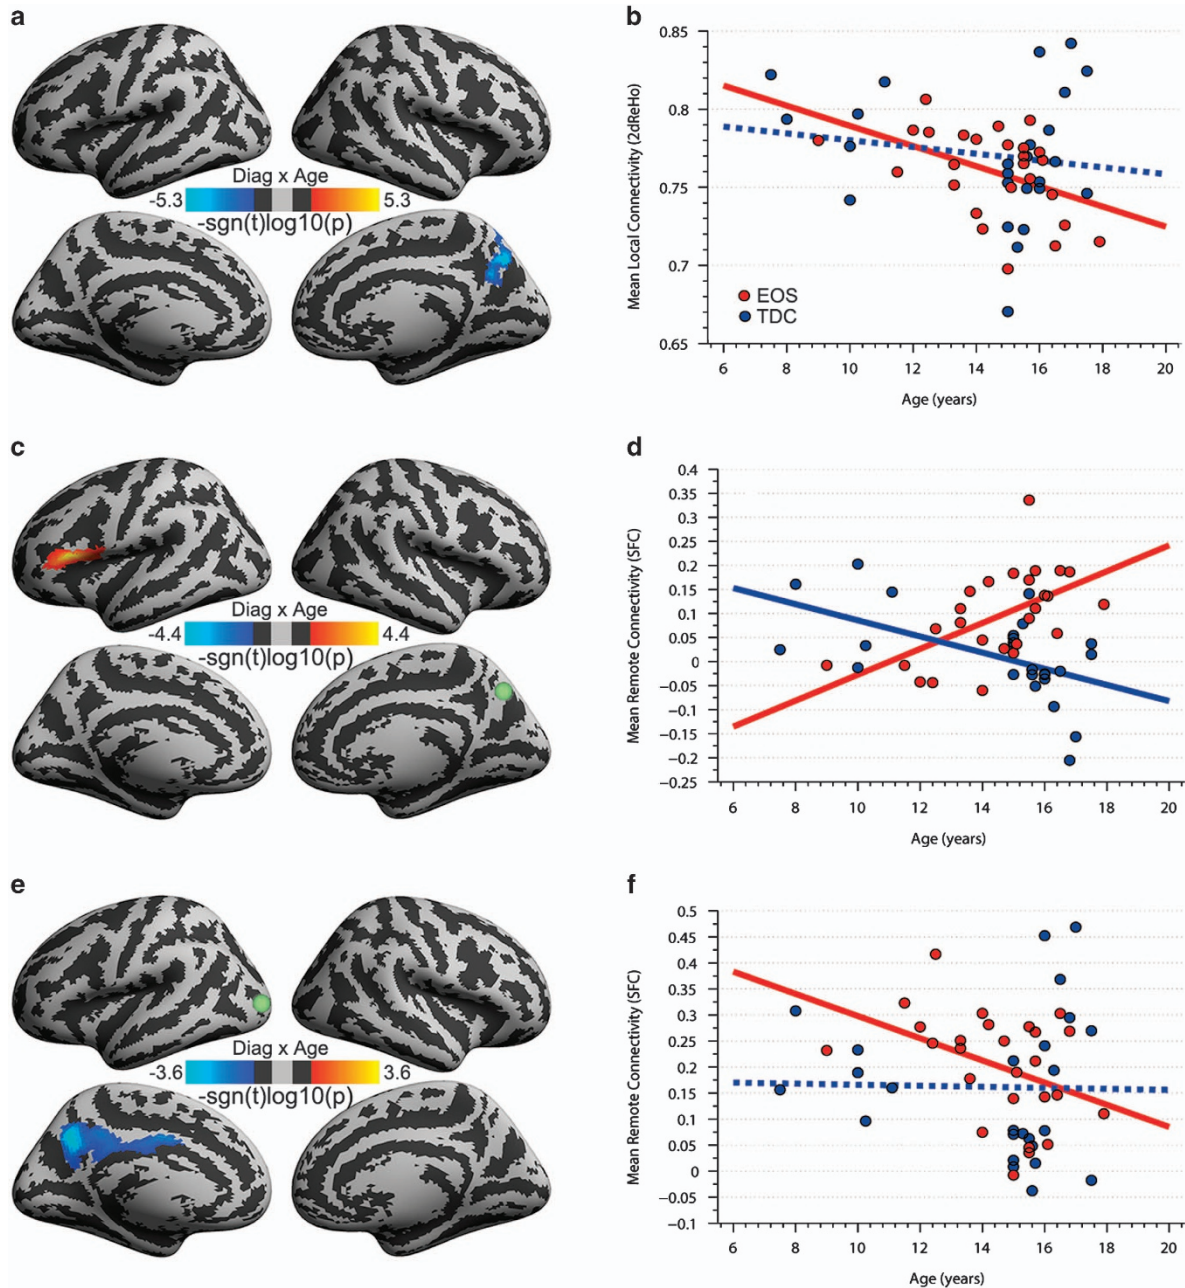 a
Diag x Age
-5.3 5.3
-sgn(t)log10(p)
b
Mean Local Connectivity (2dReHo)
0.85
0.8
0.75
0.7
0.65
EOS
TDC
6 8 10 12 14 16 18 20
Age (years)
c
Diag x Age
-4.4 4.4
-sgn(t)log10(p)
d
Mean Remote Connectivity (SFC)
0.4
0.35
0.3
0.25
0.2
0.15
0.1
0.05
0
−0.05
−0.1
−0.15
−0.2
−0.25
6 8 10 12 14 16 18 20
Age (years)
e
Diag x Age
-3.6 3.6
-sgn(t)log10(p)
f
Mean Remote Connectivity (SFC)
0.5
0.45
0.4
0.35
0.3
0.25
0.2
0.15
0.1
0.05
0
−0.05
−0.1
6 8 10 12 14 16 18 20
Age (years)